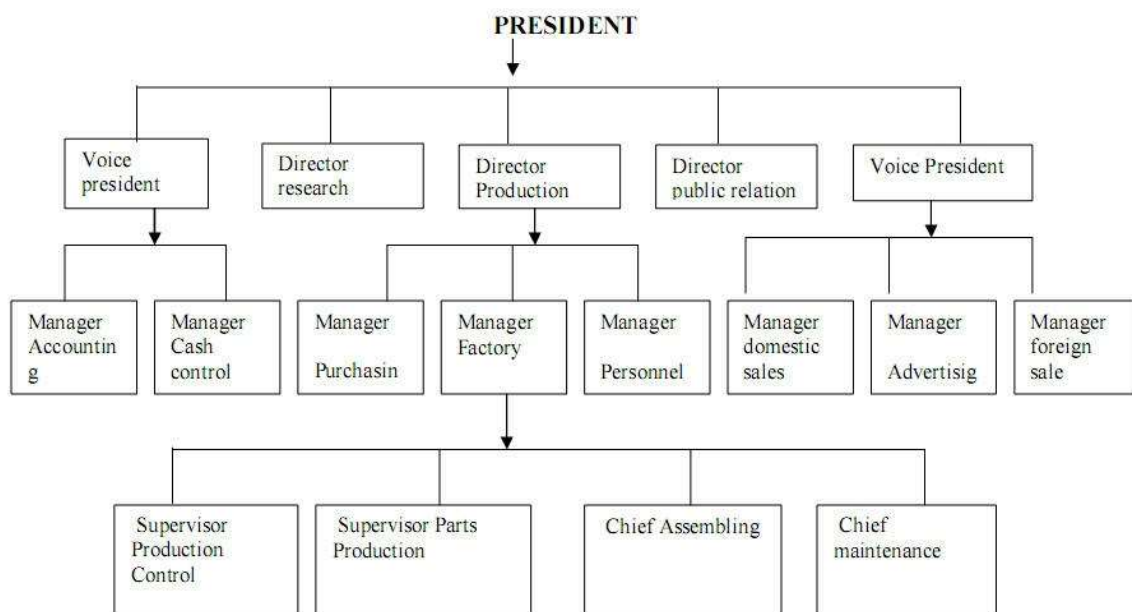 PRESIDENT
Voice
president
Director
research
Director
Production
Director
public relation
Voice President
Manager
Accountin
g
Manager
Cash
control
Manager
Purchasin
Manager
Factory
Manager
Personnel
Manager
domestic
sales
Manager
Advertisig
Manager
foreign
sale
Supervisor
Production
Control
Supervisor Parts
Production
Chief Assembling
Chief
maintenance